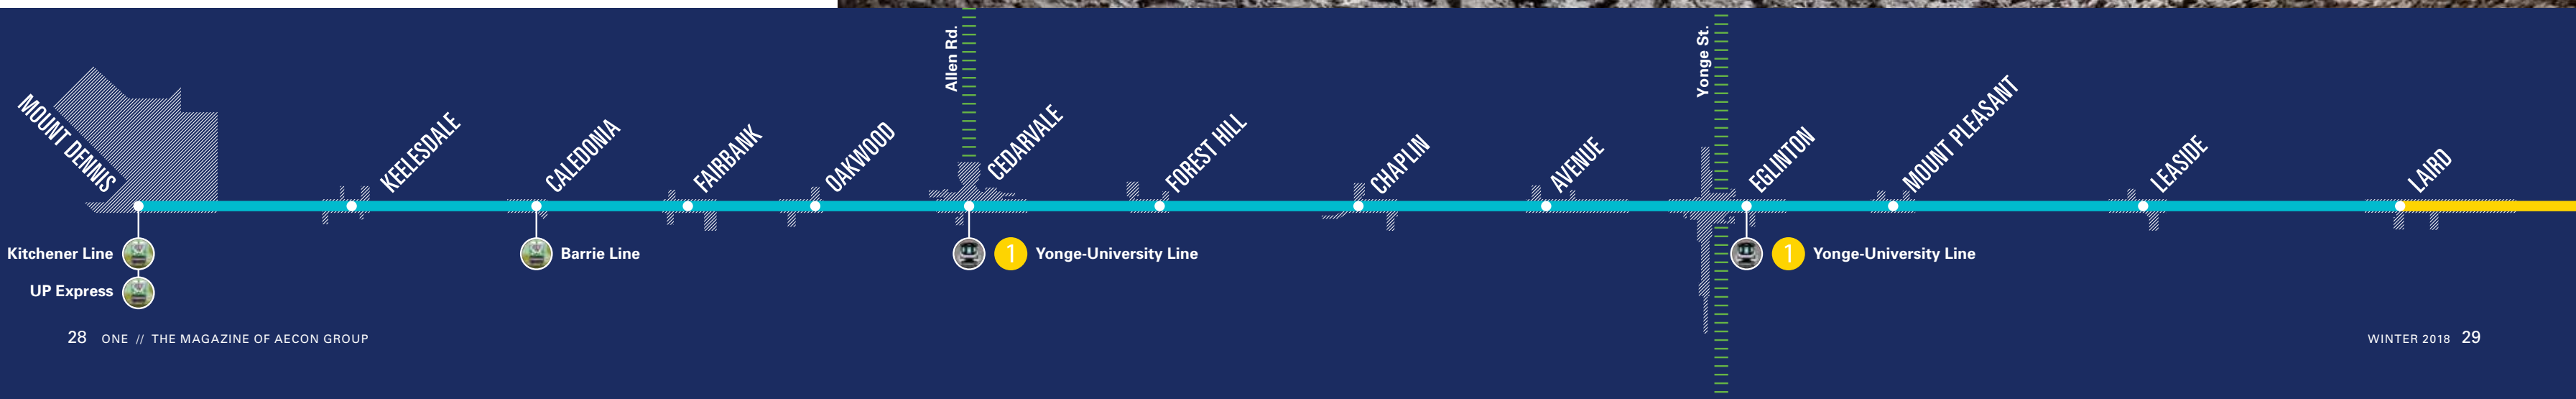 Allen Rd.
Yonge St.
MOUNT DENNIS
KEELESDALE
CALEDONIA
FAIRBANK
OAKWOOD
CEDARVALE
FOREST HILL
CHAPLIN
AVENUE
EGLINTON
MOUNT PLEASANT
LEASIDE
LAIRD
Kitchener Line
Barrie Line
1 Yonge-University Line
1 Yonge-University Line
UP Express
28 ONE // THE MAGAZINE OF AECON GROUP
WINTER 2018 29